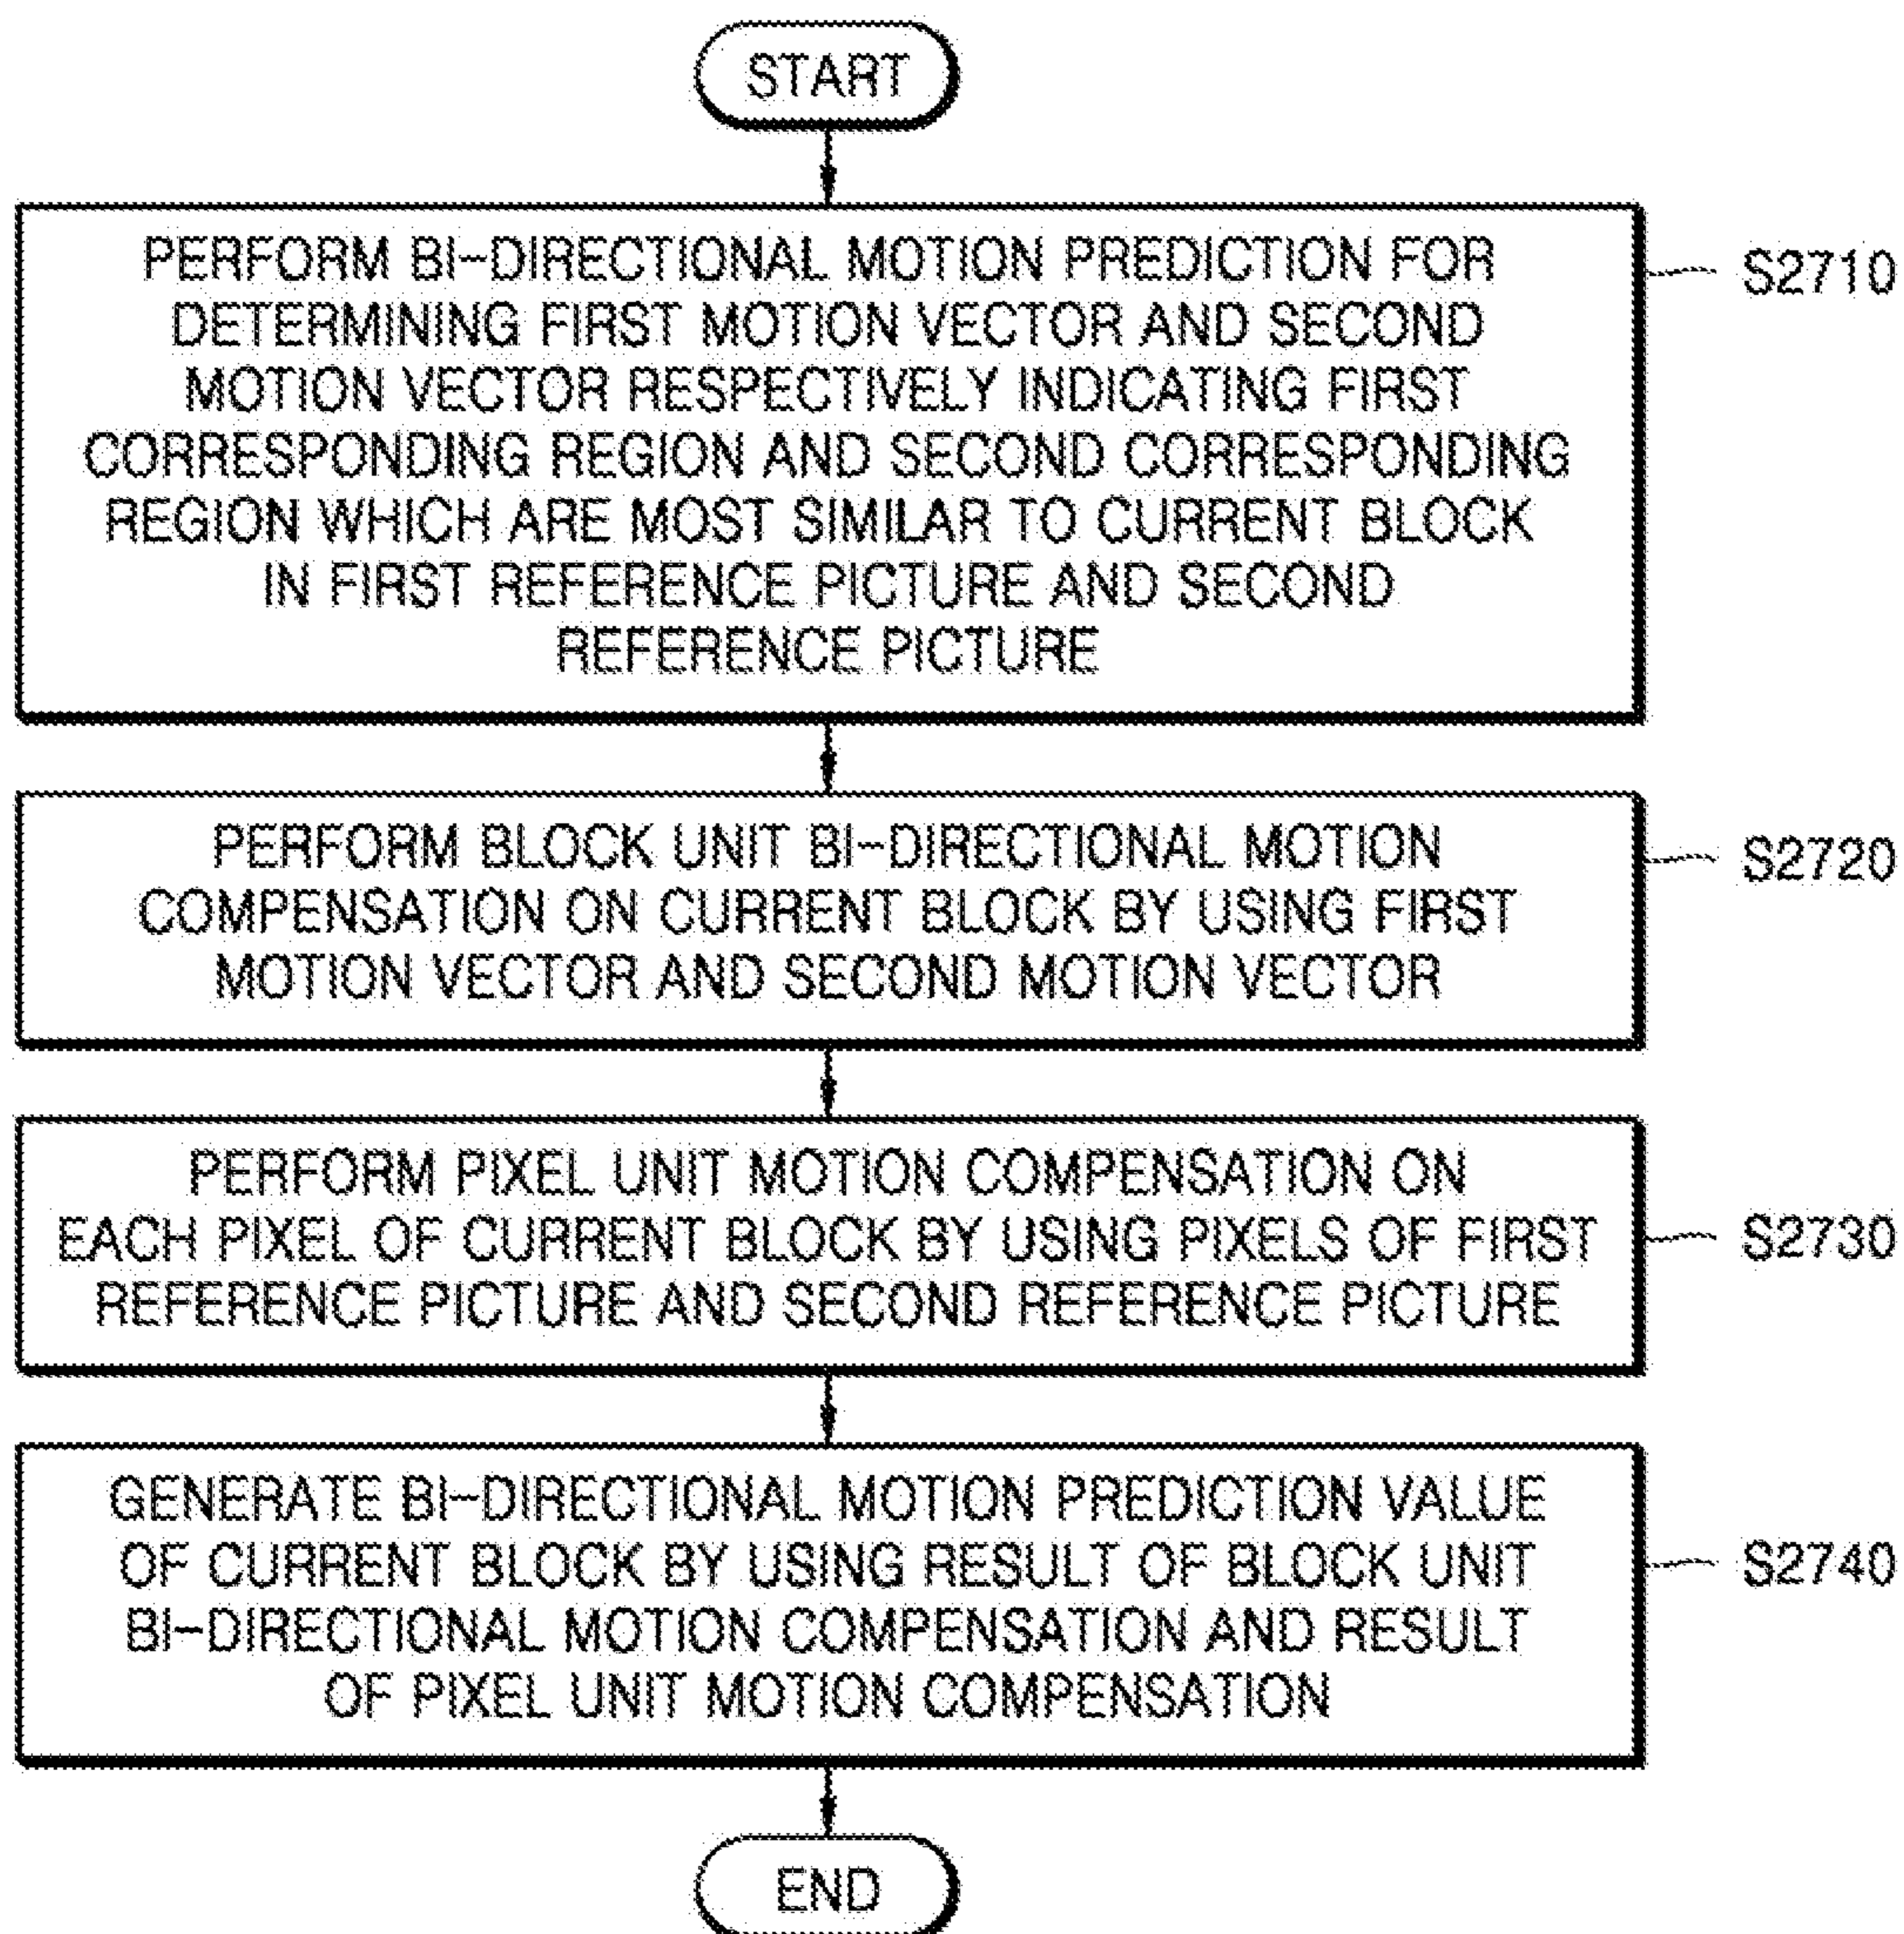 START
PERFORM BI-DIRECTIONAL MOTION PREDICTION FOR
DETERMINING FIRST MOTION VECTOR AND SECOND
MOTION VECTOR RESPECTIVELY INDICATING FIRST
CORRESPONDING REGION AND SECOND CORRESPONDING
REGION WHICH ARE MOST SIMILAR TO CURRENT BLOCK
IN FIRST REFERENCE PICTURE AND SECOND
REFERENCE PICTURE
S2710
PERFORM BLOCK UNIT BI-DIRECTIONAL MOTION
COMPENSATION ON CURRENT BLOCK BY USING FIRST
MOTION VECTOR AND SECOND MOTION VECTOR
S2720
PERFORM PIXEL UNIT MOTION COMPENSATION ON
EACH PIXEL OF CURRENT BLOCK BY USING PIXELS OF FIRST
REFERENCE PICTURE AND SECOND REFERENCE PICTURE
S2730
GENERATE BI-DIRECTIONAL MOTION PREDICTION VALUE
OF CURRENT BLOCK BY USING RESULT OF BLOCK UNIT
BI-DIRECTIONAL MOTION COMPENSATION AND RESULT
OF PIXEL UNIT MOTION COMPENSATION
S2740
END